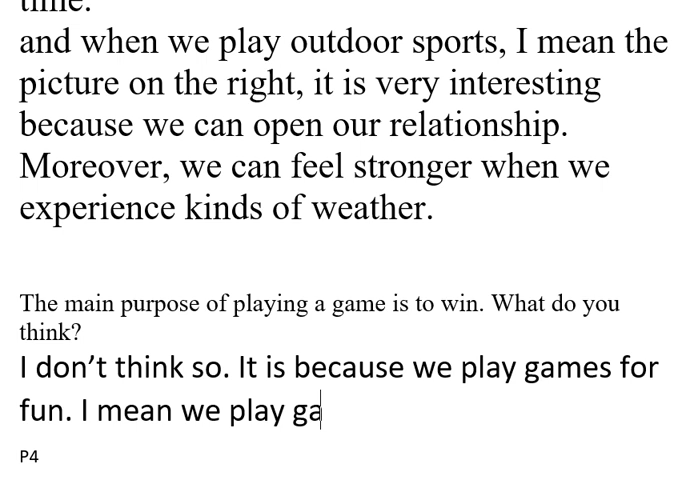 time.
and when we play outdoor sports, I mean the
picture on the right, it is very interesting
because we can open our relationship.
Moreover, we can feel stronger when we
experience kinds of weather.
The main purpose of playing a game is to win. What do you
think?
I don’t think so. It is because we play games for
fun. I mean we play ga
P4